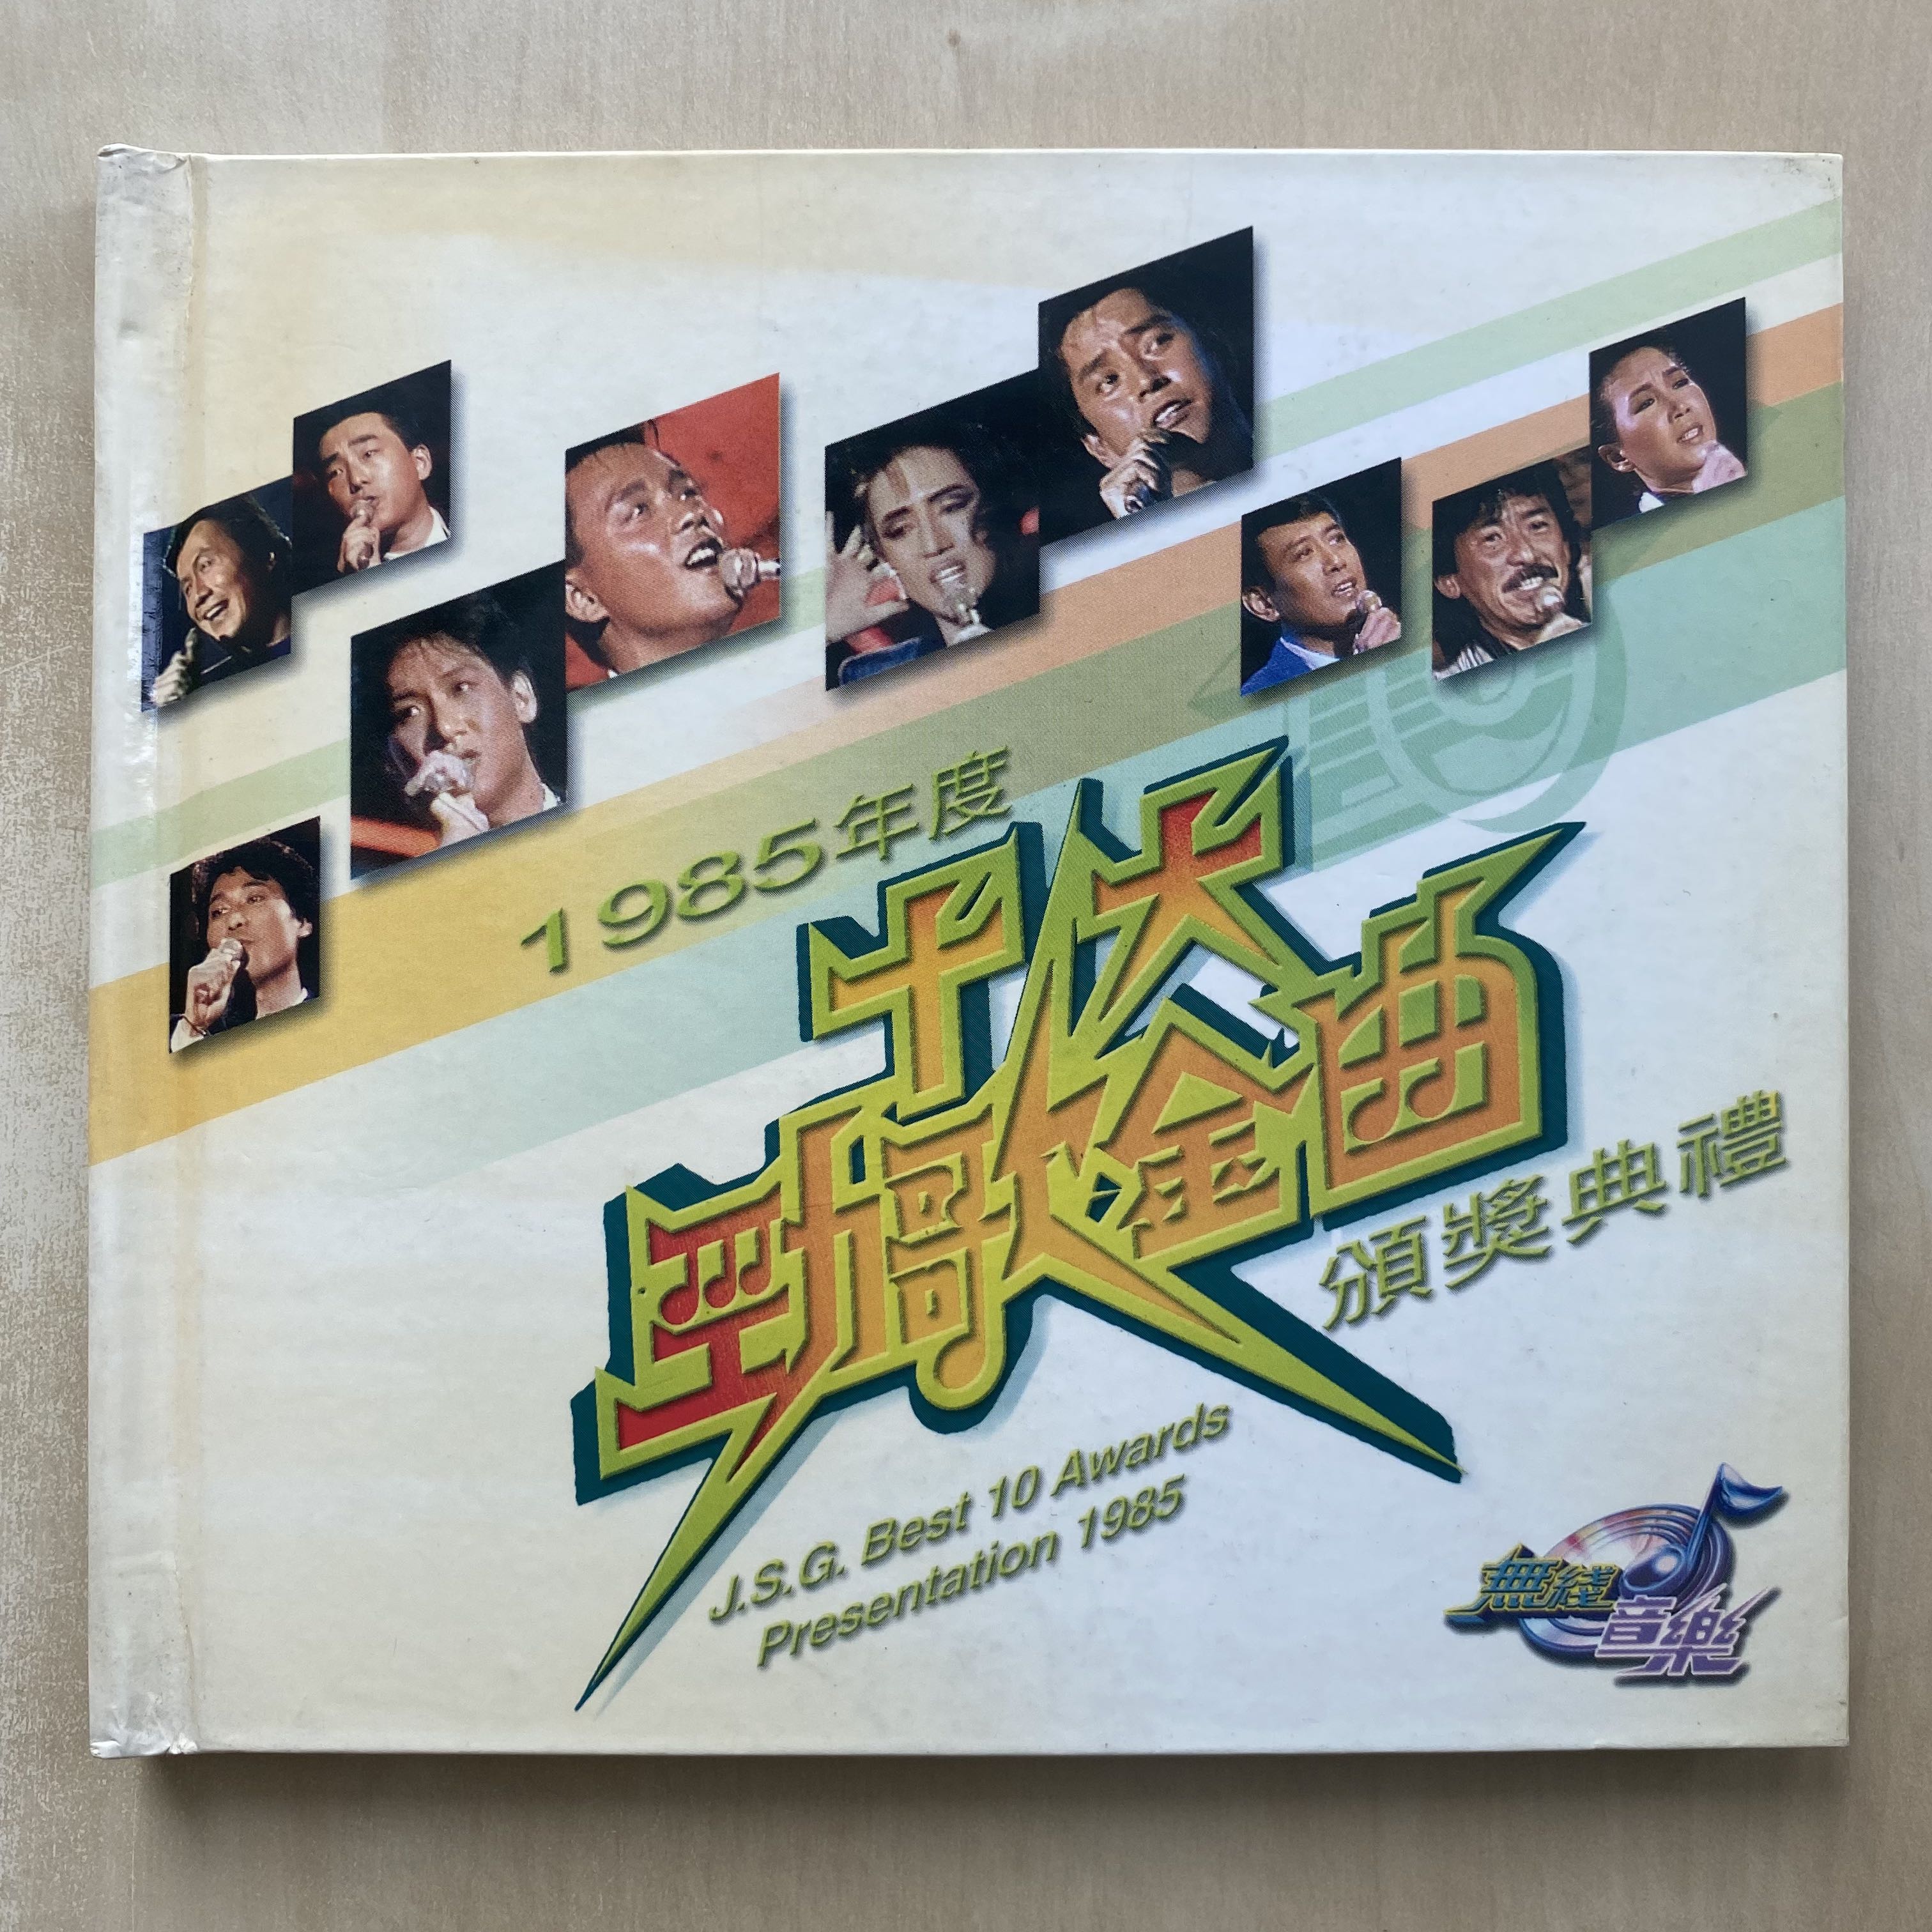 1985年度
十大
勁歌金曲
頒獎典禮
J.S.G. Best 10 Awards
Presentation 1985
無綫
音樂